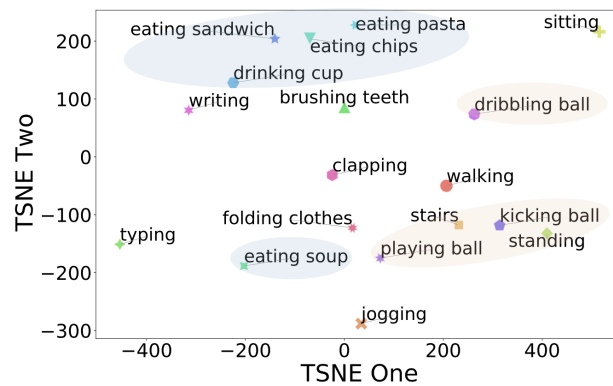 eating sandwich
eating pasta
sitting
eating chips
drinking cup
writing
brushing teeth
dribbling ball
clapping
walking
folding clothes
stairs
kicking ball
typing
standing
eating soup
playing ball
jogging
200
100
0
−100
−200
−300
TSNE Two
−400
−200
0
200
400
TSNE One